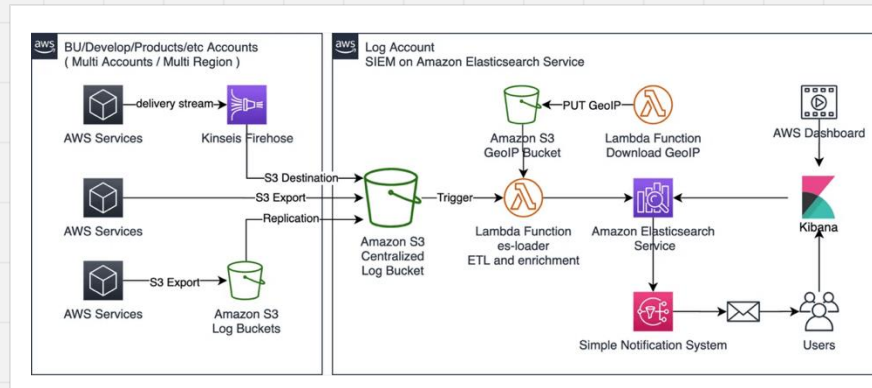 aws
BU/Develop/Products/etc Accounts
( Multi Accounts / Multi Region )
AWS Services
delivery stream
Kinseis Firehose
AWS Services
AWS Services
S3 Export
Amazon S3
Log Buckets
S3 Destination
S3 Export
Replication
aws
Log Account
SIEM on Amazon Elasticsearch Service
Amazon S3
Centralized
Log Bucket
Trigger
Amazon S3
GeoIP Bucket
PUT GeoIP
Lambda Function
Download GeoIP
Lambda Function
es-loader
ETL and enrichment
Amazon Elasticsearch
Service
AWS Dashboard
Kibana
Simple Notification System
Users